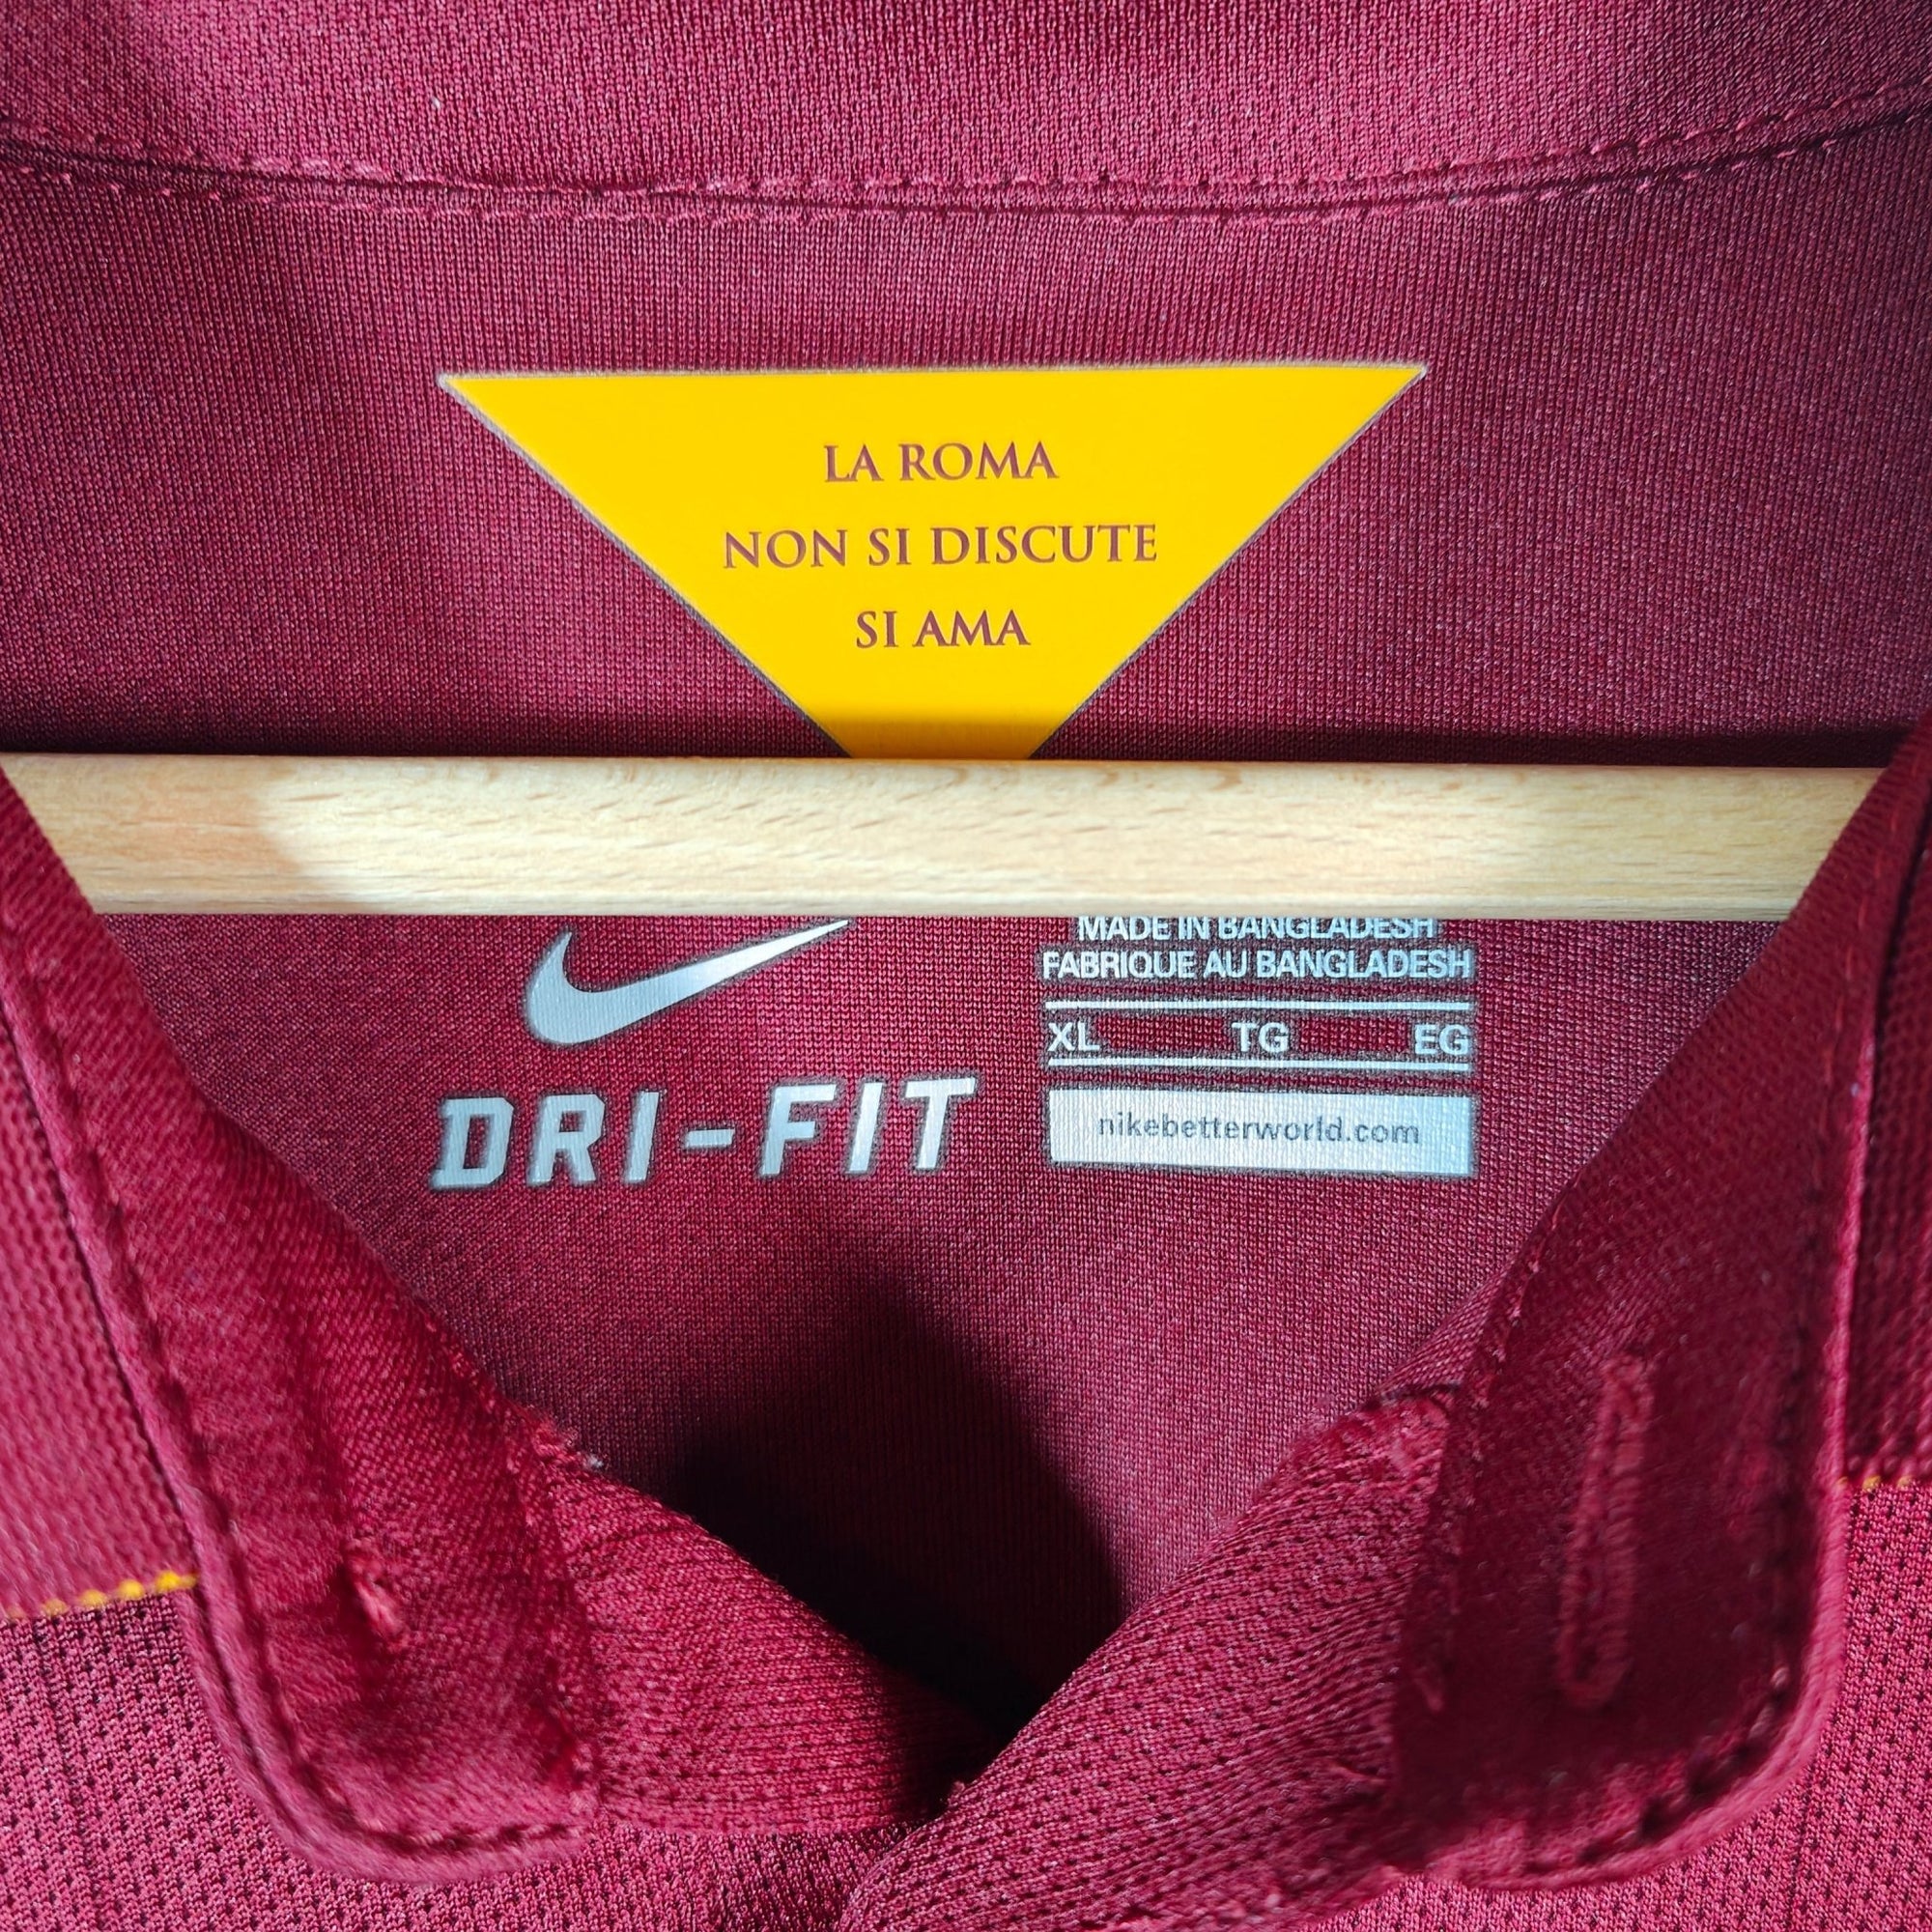 LA ROMA
NON SI DISCUTE
SI AMA
DRI-FIT
MADE IN BANGLADESH
FABRIQUE AU BANGLADESH
XL TG EG
nikebetterworld.com